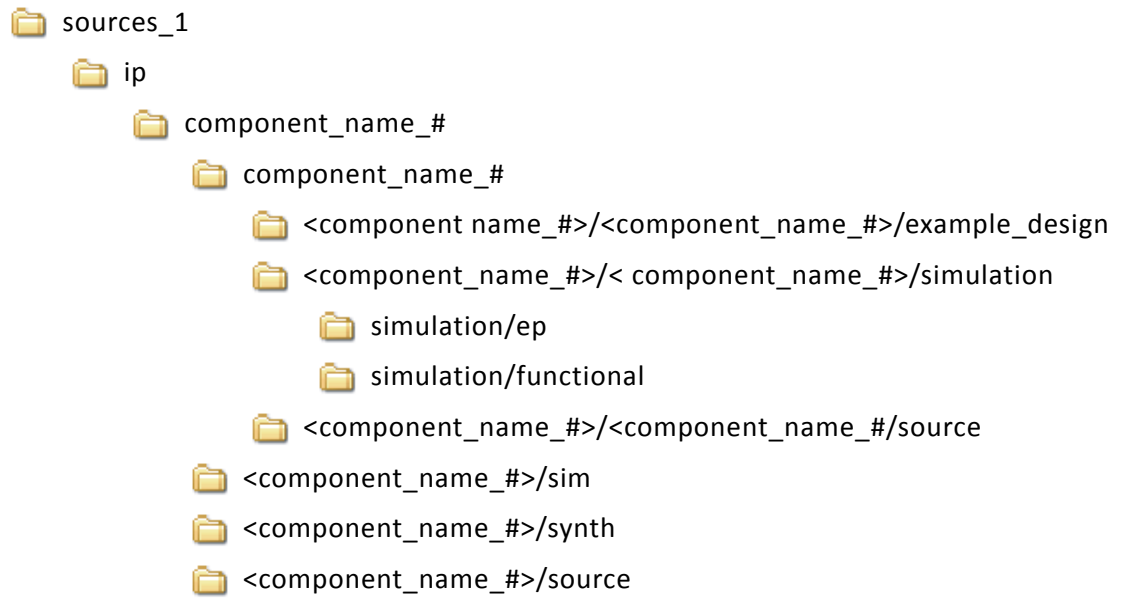 sources_1
ip
component_name_#
component_name_#
<component name_#>/<component_name_#>/example_design
<component_name_#>/< component_name_#>/simulation
simulation/ep
simulation/functional
<component_name_#>/<component_name_#/source
<component_name_#>/sim
<component_name_#>/synth
<component_name_#>/source